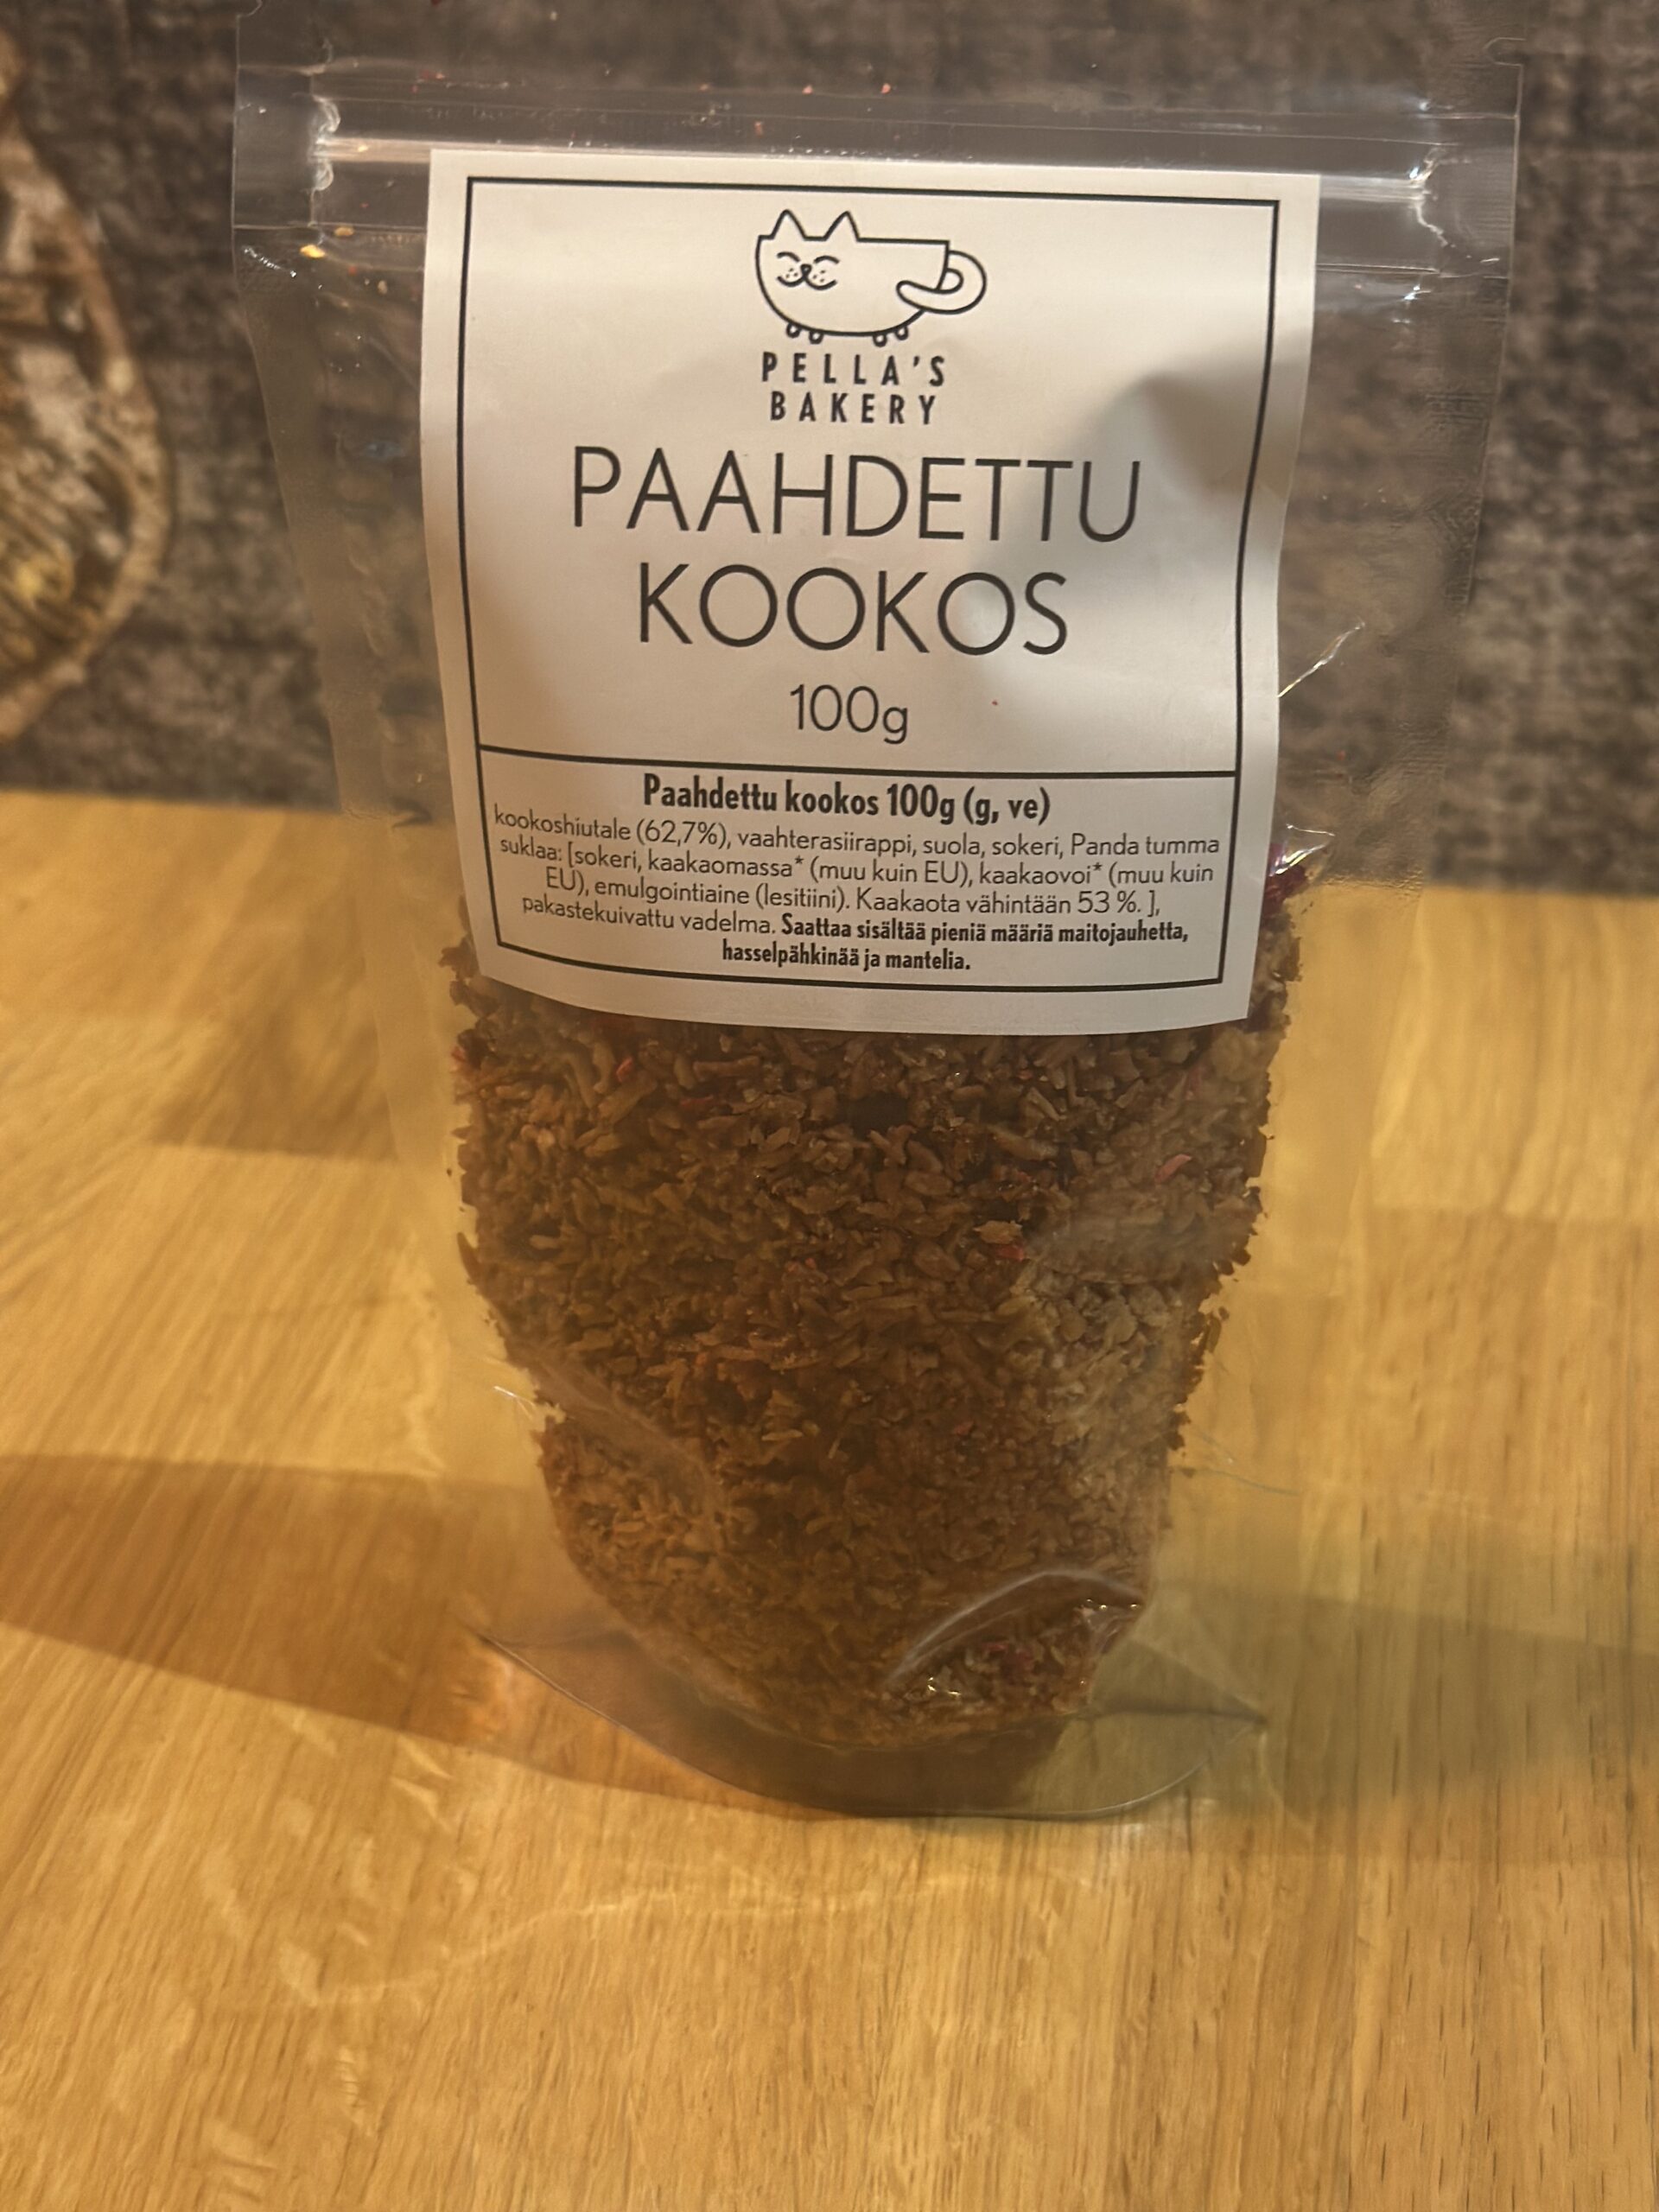 PELLA'S
BAKERY
PAAHDETTU
KOOKOS
100g
Paahdettu kookos 100g (g, ve)
kookoshiutale (62,7%), vaahterasiirappi, suola, sokeri, Panda tumma
suklaa: [sokeri, kaakaomassa* (muu kuin EU), kaakaovoi* (muu kuin
EU), emulgointiaine (lesitiini). Kaakaota vähintään 53 %. ],
pakastekuivattu vadelma. Saattaa sisältää pieniä määriä maitojauhetta,
hasselpähkinää ja mantelia.